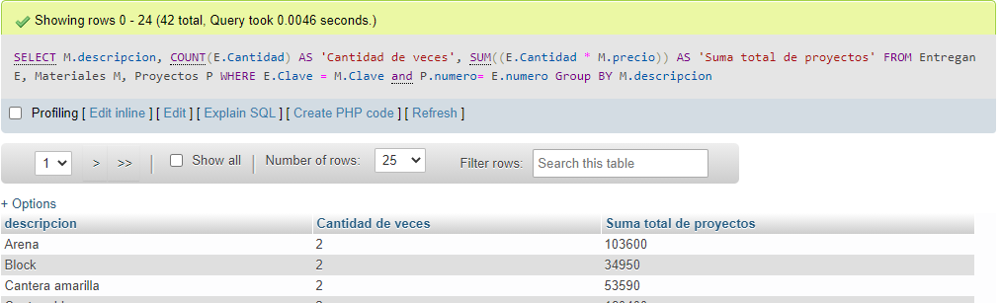 Showing rows 0 - 24 (42 total, Query took 0.0046 seconds.)
SELECT M.descripcion, COUNT(E.Cantidad) AS 'Cantidad de veces', SUM((E.Cantidad * M.precio)) AS 'Suma total de proyectos' FROM Entregan
E, Materiales M, Proyectos P WHERE E.Clave = M.Clave and P.numero= E.numero Group BY M.descripcion
Profiling [ Edit inline ] [ Edit ] [ Explain SQL ] [ Create PHP code ] [ Refresh ]
1 > >> | Show all | Number of rows: 25 Filter rows: Search this table
+ Options
descripcion Cantidad de veces Suma total de proyectos
Arena 2 103600
Block 2 34950
Cantera amarilla 2 53590